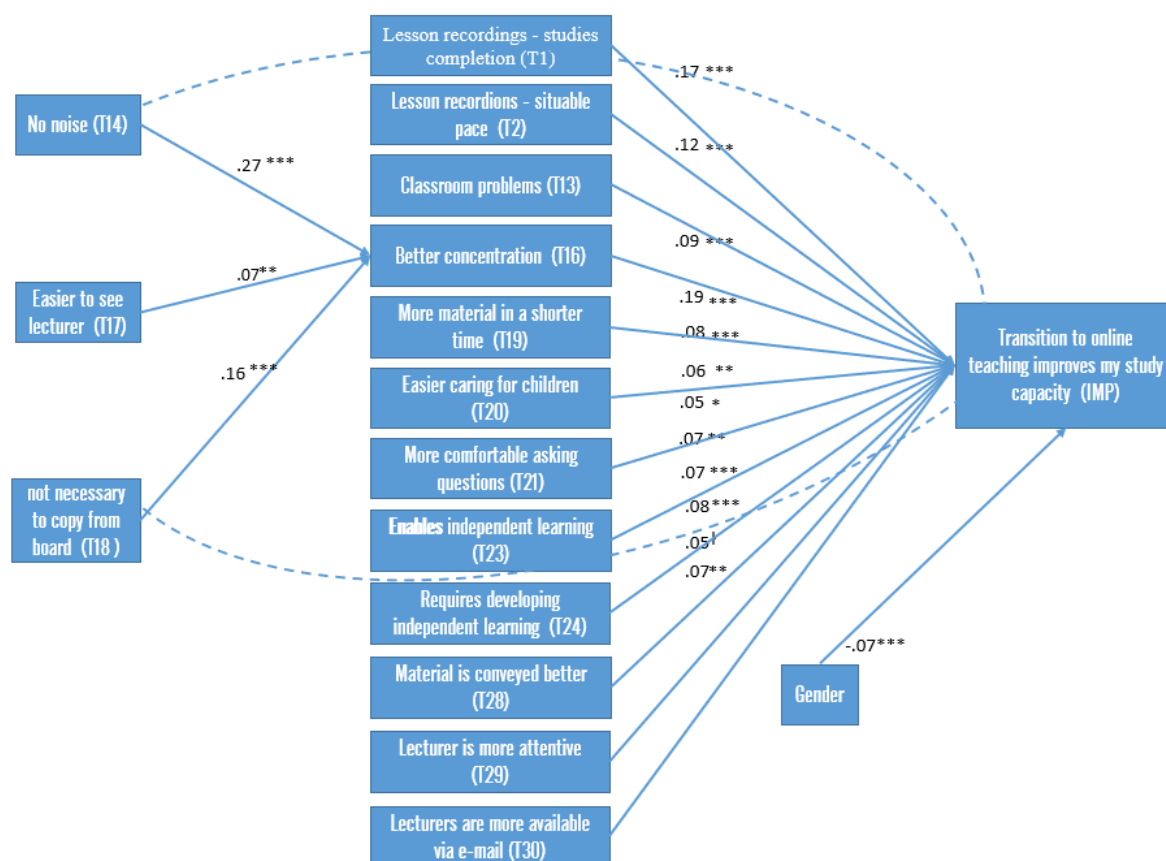 Lesson recordings - studies
completion (T1)
Lesson recordions - situable
pace (T2)
Classroom problems (T13)
Better concentration (T16)
More material in a shorter
time (T19)
Easier caring for children
(T20)
More comfortable asking
questions (T21)
Enables independent learning
(T23)
Requires developing
independent learning (T24)
Material is conveyed better
(T28)
Lecturer is more attentive
(T29)
Lecturers are more available
via e-mail (T30)
No noise (T14)
Easier to see
lecturer (T17)
not necessary
to copy from
board (T18 )
.27 ***
.07**
.16 ***
.17 ***
.12 ***
.09 ***
.19 ***
.08 ***
.06 **
.05 *
.07 **
.07 ***
.08 ***
.05
.07**
Transition to online
teaching improves my study
capacity (IMP)
-.07***
Gender